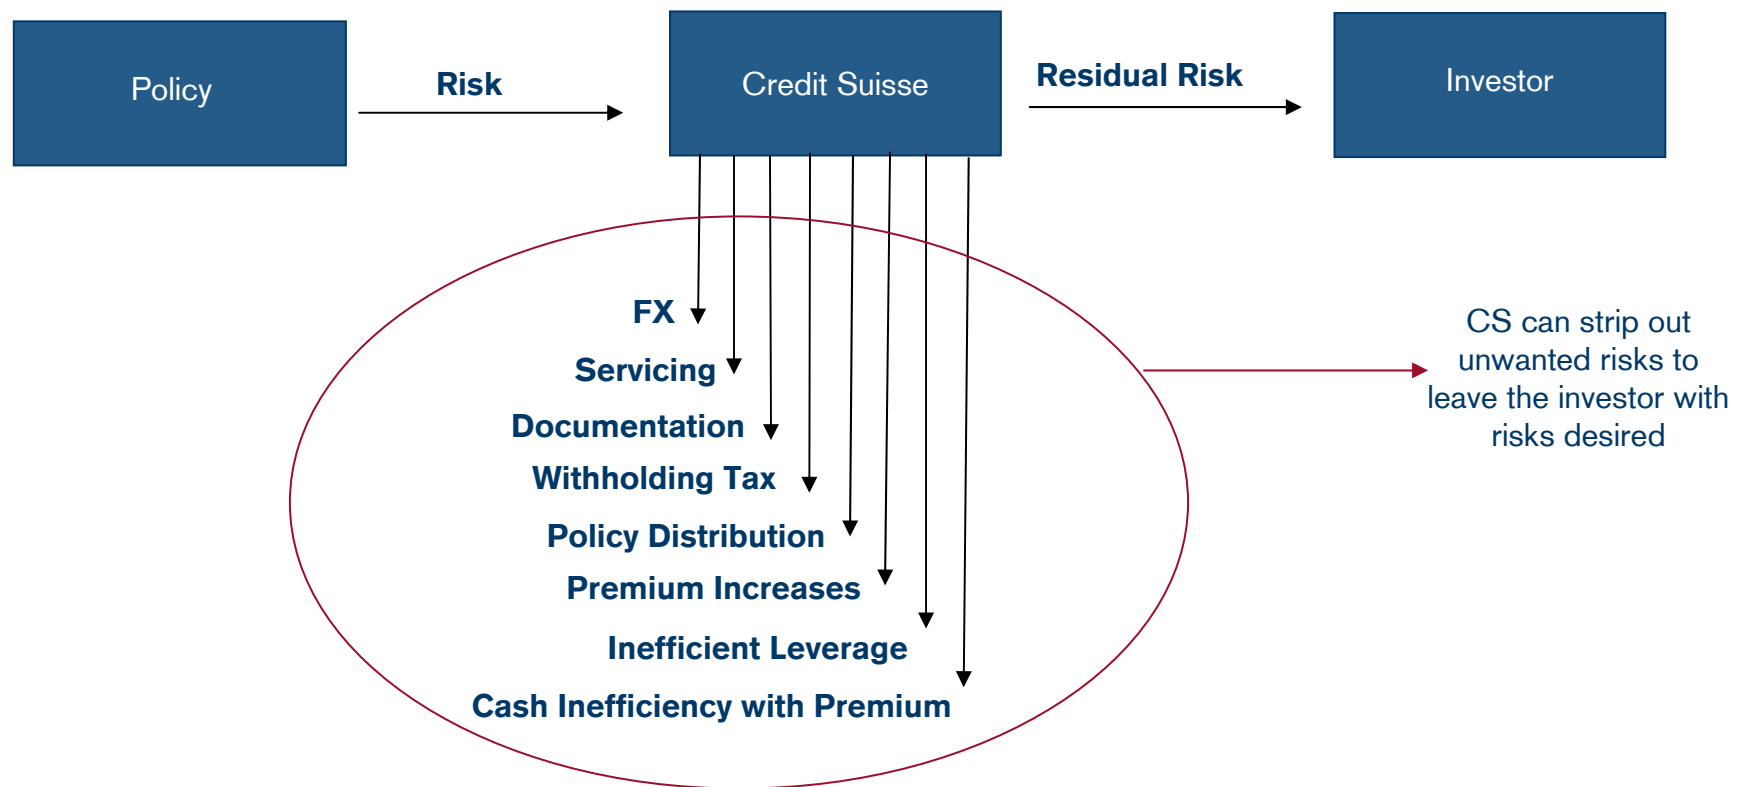 Policy
Risk
Credit Suisse
Residual Risk
Investor
FX
Servicing
Documentation
Withholding Tax
Policy Distribution
Premium Increases
Inefficient Leverage
Cash Inefficiency with Premium
CS can strip out
unwanted risks to
leave the investor with
risks desired